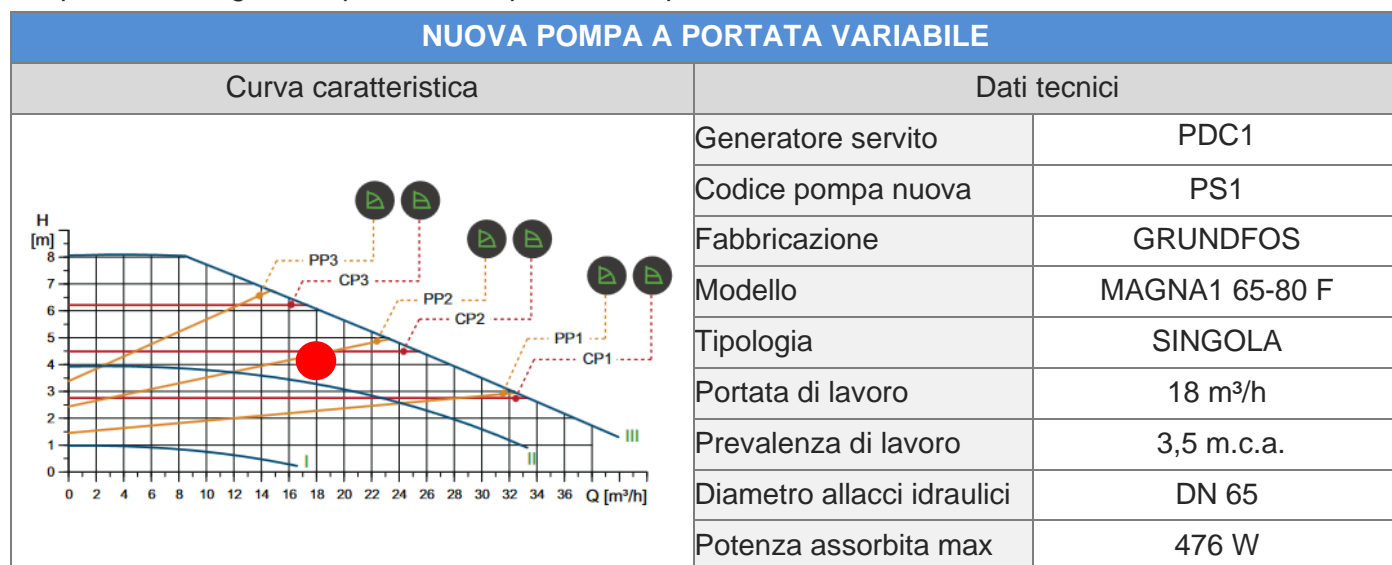 NUOVA POMPA A PORTATA VARIABILE
Curva caratteristica
Dati tecnici
Generatore servito PDC1
Codice pompa nuova PS1
Fabbricazione GRUNDFOS
Modello MAGNA1 65-80 F
Tipologia SINGOLA
Portata di lavoro 18 m³/h
Prevalenza di lavoro 3,5 m.c.a.
Diametro allacci idraulici DN 65
Potenza assorbita max 476 W
H
[m]
8
7
6
5
4
3
2
1
0
PP3
CP3
PP2
CP2
PP1
CP1
III
II
I
0 2 4 6 8 10 12 14 16 18 20 22 24 26 28 30 32 34 36 Q [m³/h]